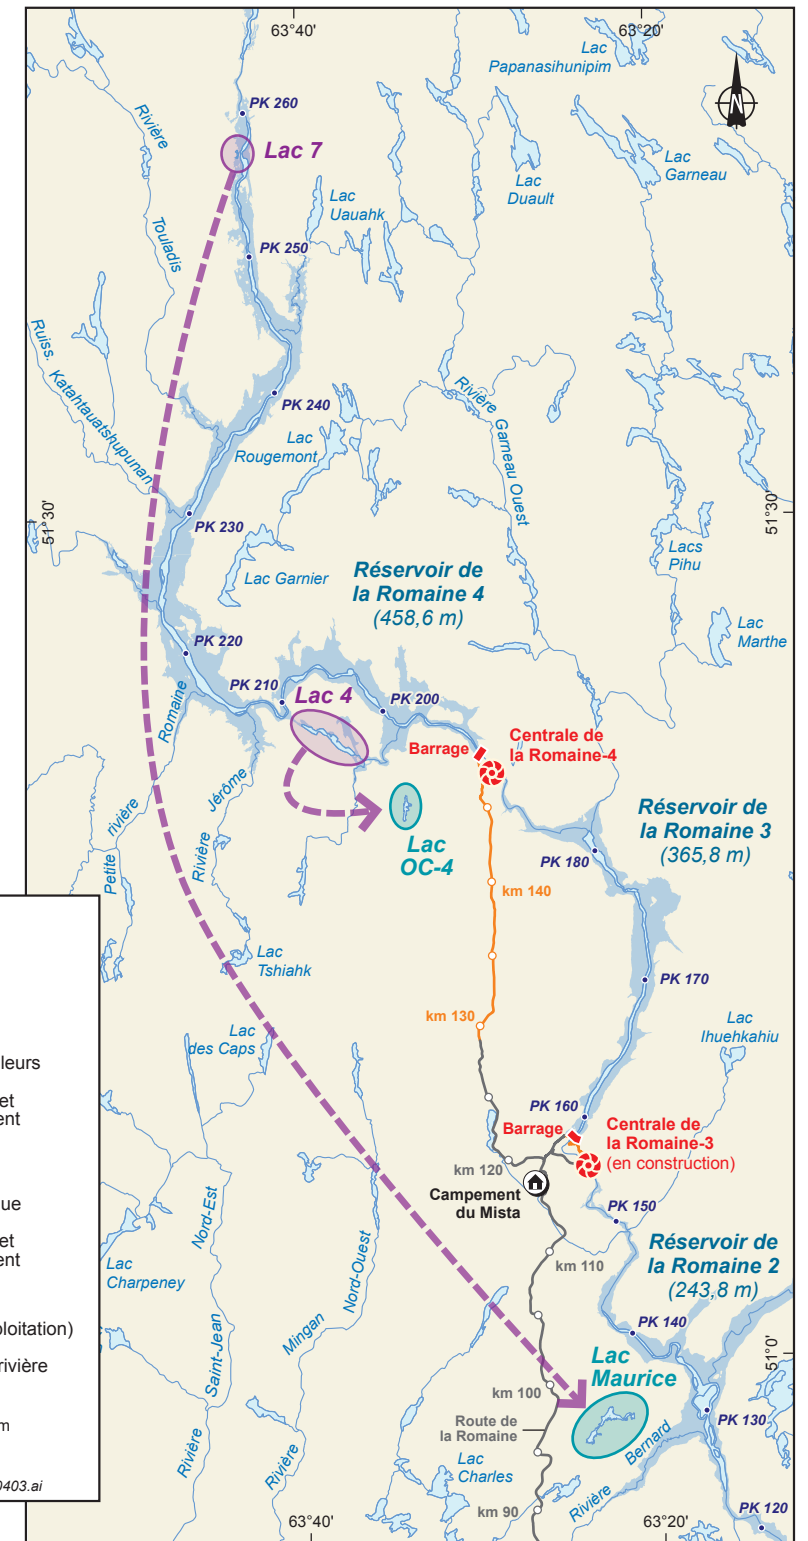 63°40'
63°20'
Lac
Papanasihunipim
N
PK 260
Rivière
Touladis
Lac 7
Lac
Garneau
Lac
Duault
Lac
Uauahk
PK 250
Ruiss.
Katahtauatshupunan
PK 240
Rivière
Garneau Ouest
Lac
Rougemont
51°30'
51°30'
PK 230
Lacs
Pihu
Lac Garnier
Réservoir de
la Romaine 4
(458,6 m)
Lac
Marthe
PK 220
PK 210
Lac 4
PK 200
Romaine
rivière
Petite
Barrage
Centrale de
la Romaine-4
Jérôme
Rivière
Lac
OC-4
Réservoir de
la Romaine 3
(365,8 m)
PK 180
km 140
Lac
Tshiahk
PK 170
km 130
Lac
Ihuehkahiu
Lac
des Caps
leurs
et
ent
PK 160
Barrage
Centrale de
la Romaine-3
(en construction)
km 120
Campement
du Mista
PK 150
que
et
ent
Nord-Est
Saint-Jean
Rivière
Nord-Ouest
Mingan
Rivière
Lac
Charpeney
km 110
Réservoir de
la Romaine 2
(243,8 m)
ploitation)
rivière
PK 140
51°0'
Lac
Maurice
km 100
Route de
la Romaine
PK 130
m
Bernard
Rivière
Lac
Charles
0403.ai
km 90
PK 120
63°40'
63°20'